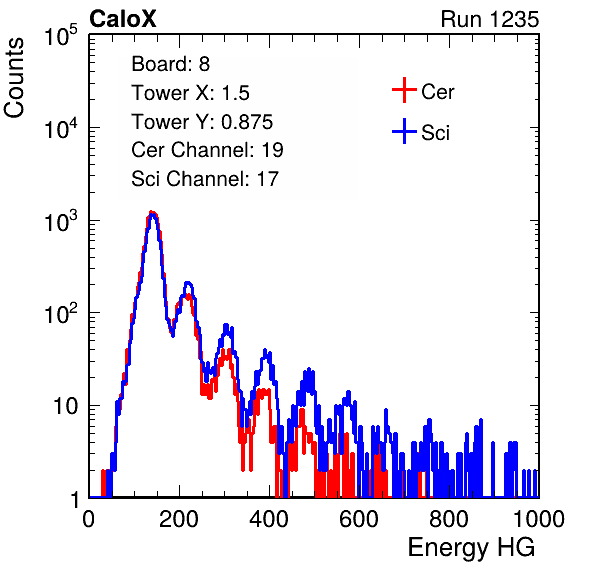 CaloX Run 1235
Counts
Board: 8
Tower X: 1.5
Tower Y: 0.875
Cer Channel: 19
Sci Channel: 17
Cer
Sci
10^5
10^4
10^3
10^2
10
1
0 200 400 600 800 1000
Energy HG